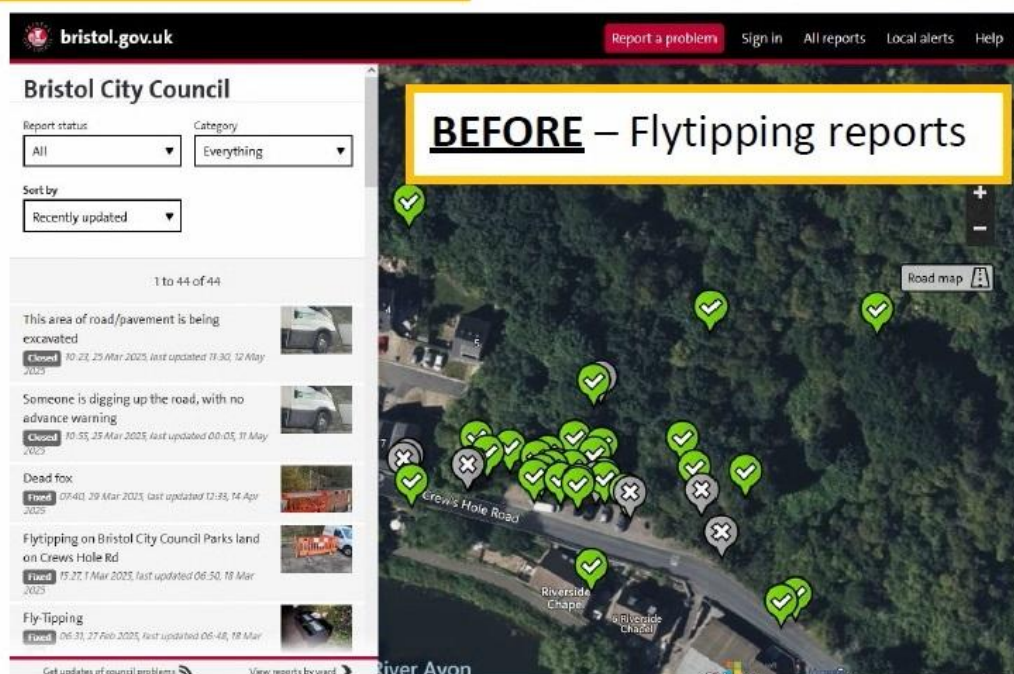 bristol.gov.uk
Report a problem
Sign in
All reports
Local alerts
Help
Bristol City Council
Report status
Category
All
Everything
Sort by
Recently updated
1 to 44 of 44
This area of road/pavement is being
excavated
Closed 10:23, 25 Mar 2025, last updated 11:30, 12 May
2025
Someone is digging up the road, with no
advance warning
Closed 10:55, 25 Mar 2025, last updated 00:05, 11 May
2025
Dead fox
Fixed 07:40, 29 Mar 2025, last updated 12:33, 14 Apr
2025
Flytipping on Bristol City Council Parks land
on Crews Hole Rd
Fixed 15:27, 1 Mar 2025, last updated 06:50, 18 Mar
2025
Fly-Tipping
Fixed 06:31, 27 Feb 2025, last updated 06:48, 18 Mar
Get updates of council problems
View reports by ward
BEFORE – Flytipping reports
+
−
Road map
5
7
Crew's Hole Road
Riverside
Chapel
6 Riverside
Chapel
River Avon